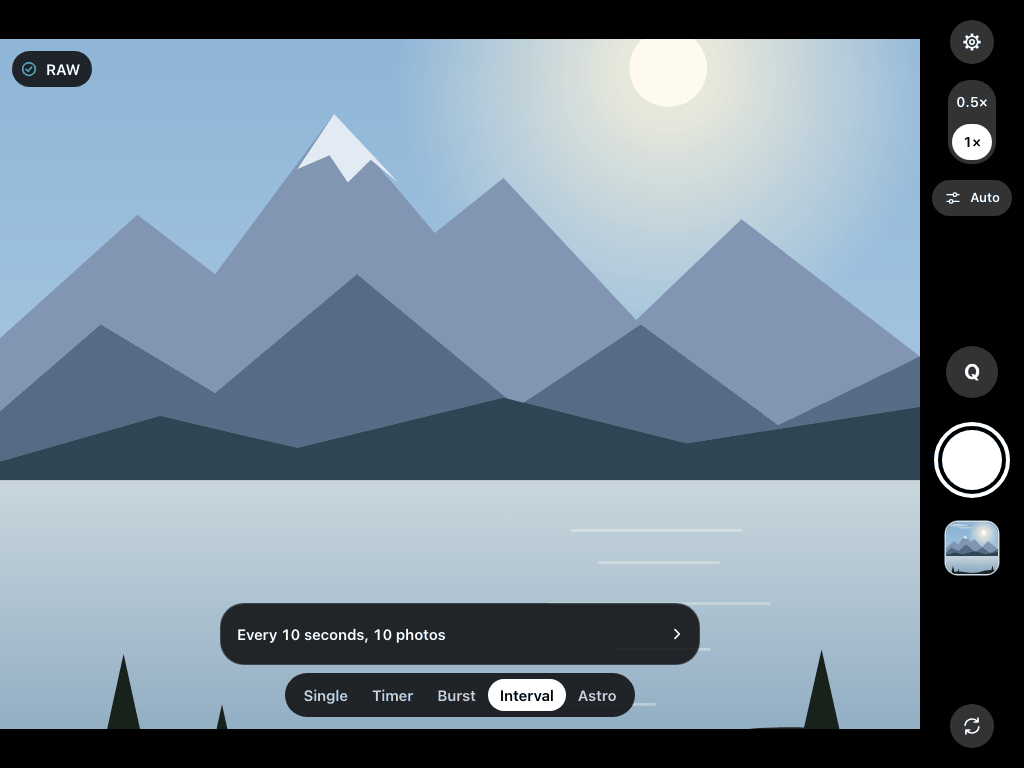 RAW
0.5×
1×
Auto
Q
Every 10 seconds, 10 photos
Single Timer Burst Interval Astro